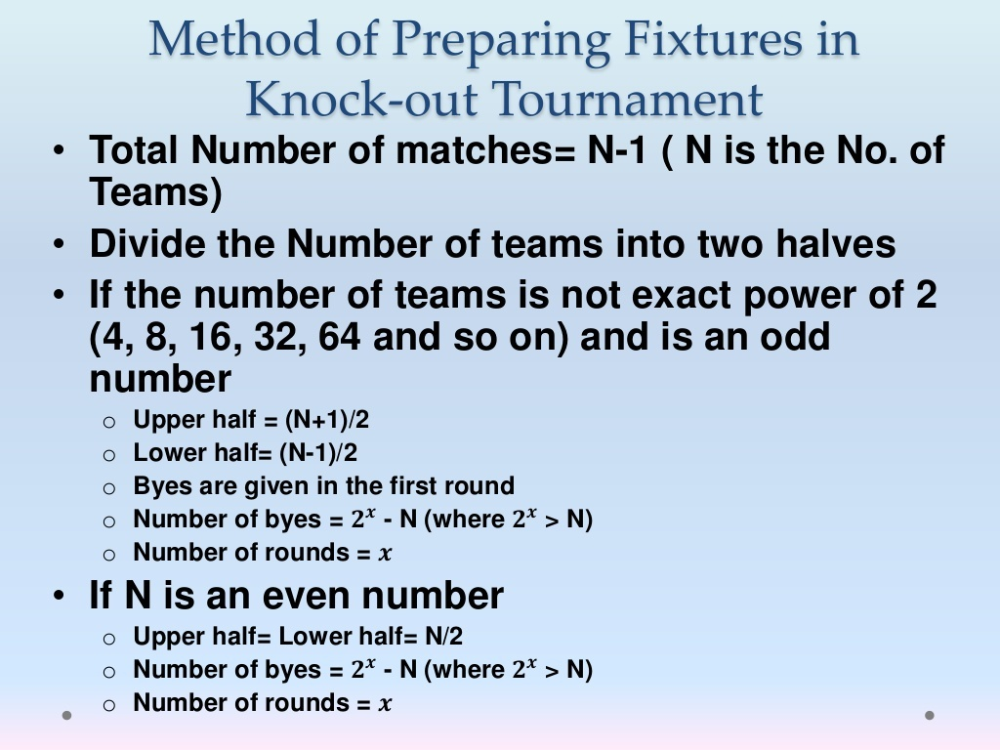 Method of Preparing Fixtures in
Knock-out Tournament
• Total Number of matches= N-1 ( N is the No. of
Teams)
• Divide the Number of teams into two halves
• If the number of teams is not exact power of 2
(4, 8, 16, 32, 64 and so on) and is an odd
number
o Upper half = (N+1)/2
o Lower half= (N-1)/2
o Byes are given in the first round
o Number of byes = 2^x - N (where 2^x > N)
o Number of rounds = x
• If N is an even number
o Upper half= Lower half= N/2
o Number of byes = 2^x - N (where 2^x > N)
o Number of rounds = x